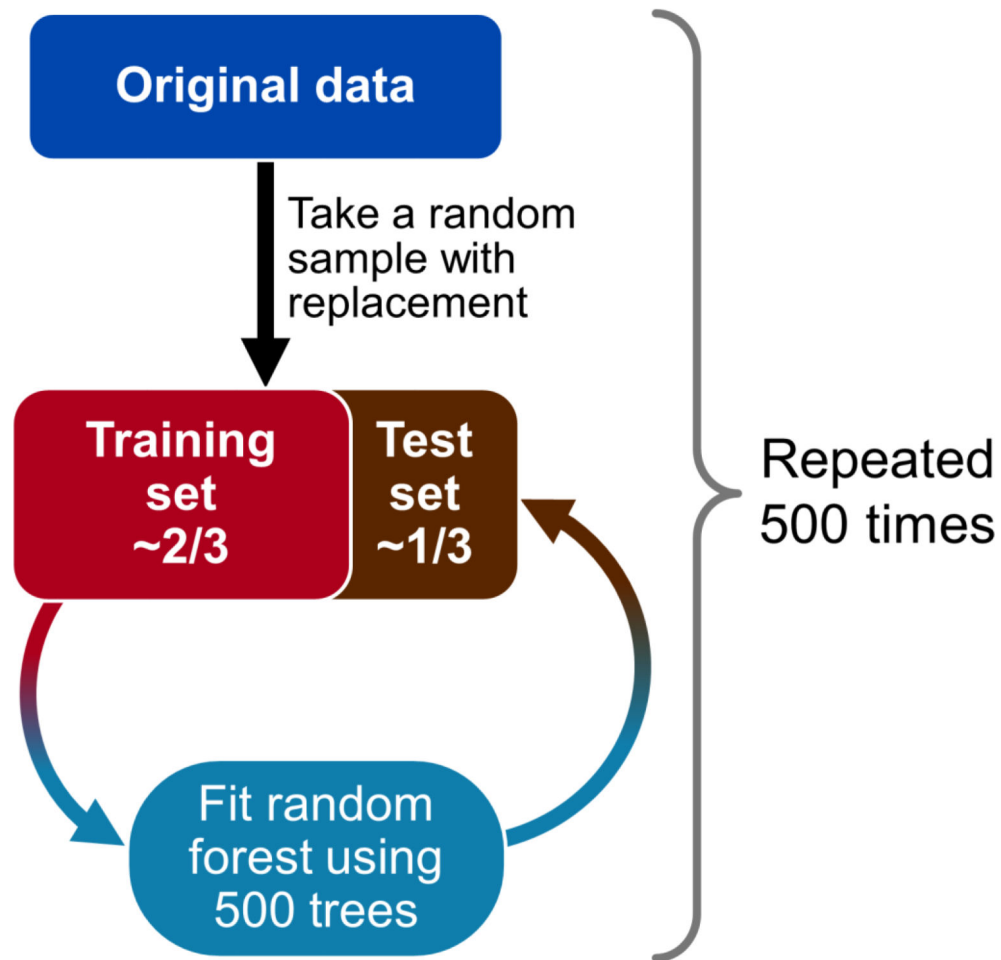 Original data
Take a random
sample with
replacement
Training
set
~2/3
Test
set
~1/3
Repeated
500 times
Fit random
forest using
500 trees